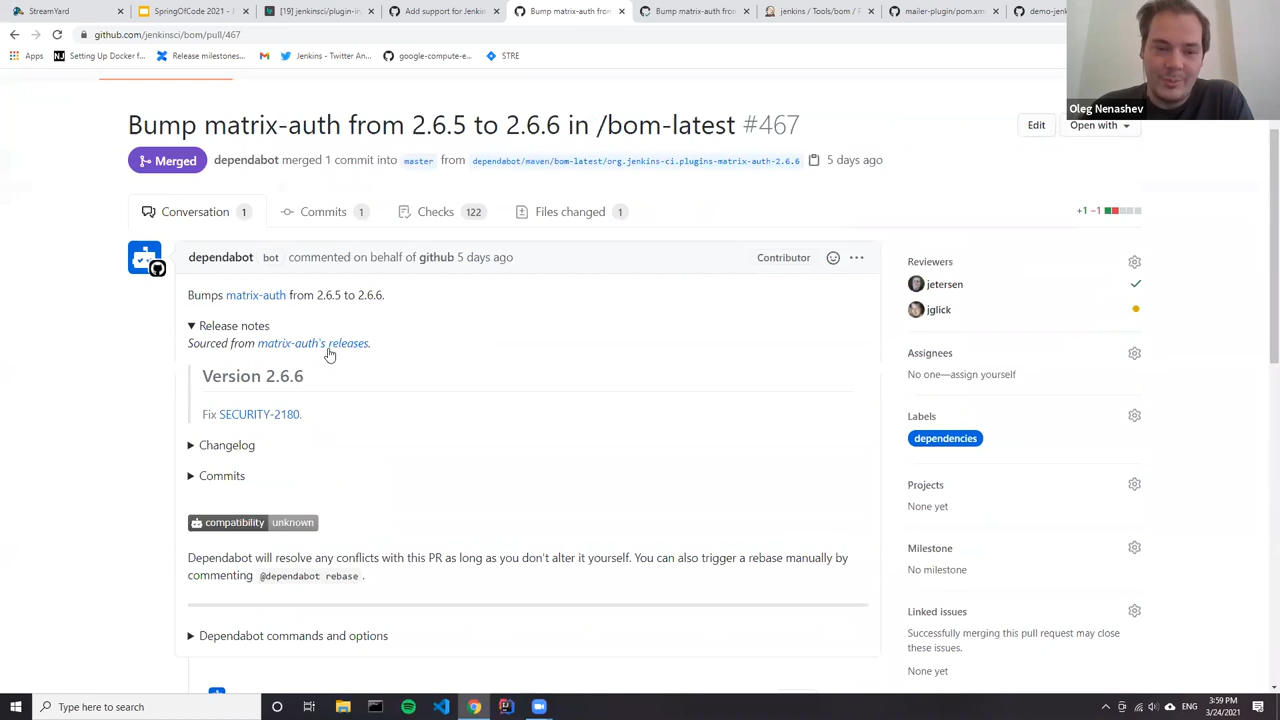 StreamYard
SpringOfCode 2021 -
[19] jenkinsci/plugin-in
Add support for Jenkin
Bump matrix-auth from
Bump matrix-auth from
jenkins / Tools/bom / P
mailer-plugin/pom.xm
demo-jen
github.com/jenkinsci/bom/pull/467
Apps
Setting Up Docker f...
Release milestones...
Jenkins - Twitter An...
google-compute-e...
STRE
Oleg Nenashev
Bump matrix-auth from 2.6.5 to 2.6.6 in /bom-latest #467
Edit
Open with
Merged
dependabot merged 1 commit into master from dependabot/maven/bom-latest/org.jenkins-ci.plugins-matrix-auth-2.6.6 5 days ago
Conversation 1
Commits 1
Checks 122
Files changed 1
+1 −1
dependabot bot commented on behalf of github 5 days ago
Contributor
Bumps matrix-auth from 2.6.5 to 2.6.6.
Release notes
Sourced from matrix-auth's releases.
Version 2.6.6
Fix SECURITY-2180.
Changelog
Commits
compatibility unknown
Dependabot will resolve any conflicts with this PR as long as you don't alter it yourself. You can also trigger a rebase manually by
commenting @dependabot rebase .
Dependabot commands and options
Reviewers
jetersen
jglick
Assignees
No one—assign yourself
Labels
dependencies
Projects
None yet
Milestone
No milestone
Linked issues
Successfully merging this pull request may close
these issues.
None yet
Type here to search
ENG
3:59 PM
3/24/2021